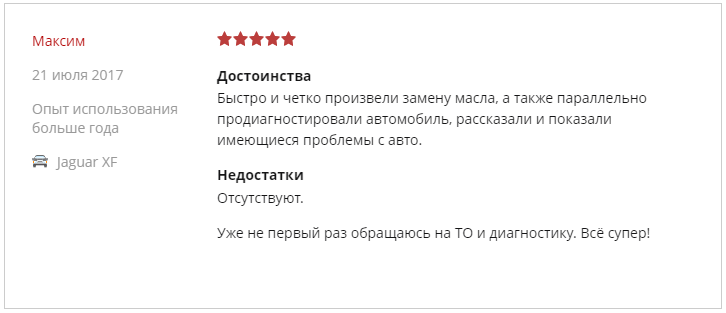 Максим
21 июля 2017
Опыт использования
больше года
Jaguar XF
Достоинства
Быстро и четко произвели замену масла, а также параллельно
продиагностировали автомобиль, рассказали и показали
имеющиеся проблемы с авто.
Недостатки
Отсутствуют.
Уже не первый раз обращаюсь на ТО и диагностику. Всё супер!